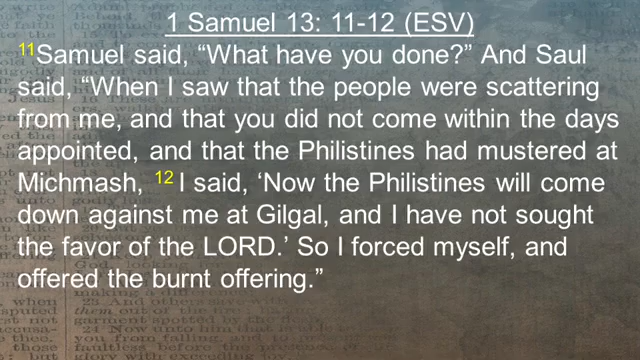 1 Samuel 13: 11-12 (ESV)
11Samuel said, “What have you done?” And Saul
said, “When I saw that the people were scattering
from me, and that you did not come within the days
appointed, and that the Philistines had mustered at
Michmash, 12 I said, ‘Now the Philistines will come
down against me at Gilgal, and I have not sought
the favor of the LORD.’ So I forced myself, and
offered the burnt offering.”